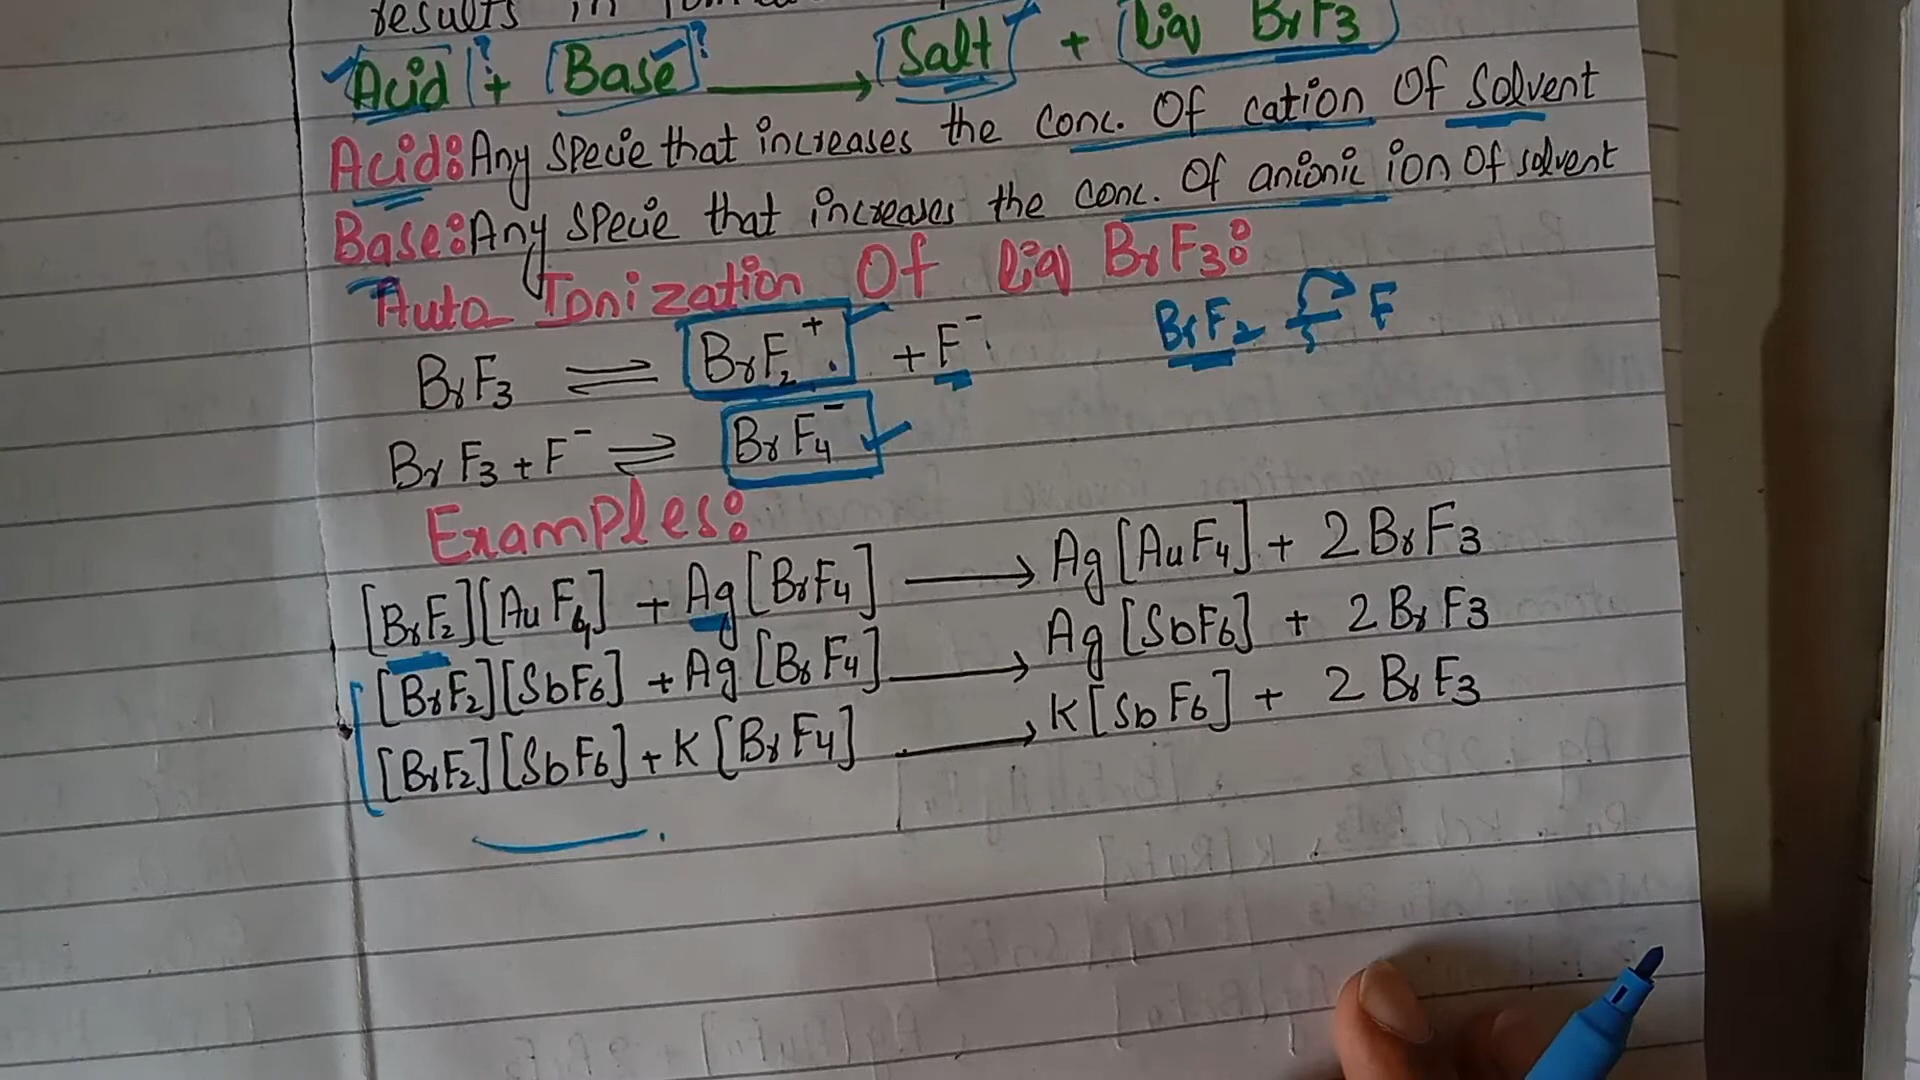 results in
Acid ? + Base ? → Salt + liq BrF3
Acid: Any specie that increases the conc. Of cation Of solvent
Base: Any specie that increases the conc. Of anionic ion Of solvent
Auto Ionization Of liq BrF3:
BrF3 ⇌ BrF2+ + F-
BrF2 F
BrF3 + F- ⇌ BrF4-
Examples:
[BrF2][AuF4] + Ag[BrF4] → Ag[AuF4] + 2BrF3
[BrF2][SbF6] + Ag[BrF4] → Ag[SbF6] + 2BrF3
[BrF2][SbF6] + K[BrF4] → K[SbF6] + 2BrF3